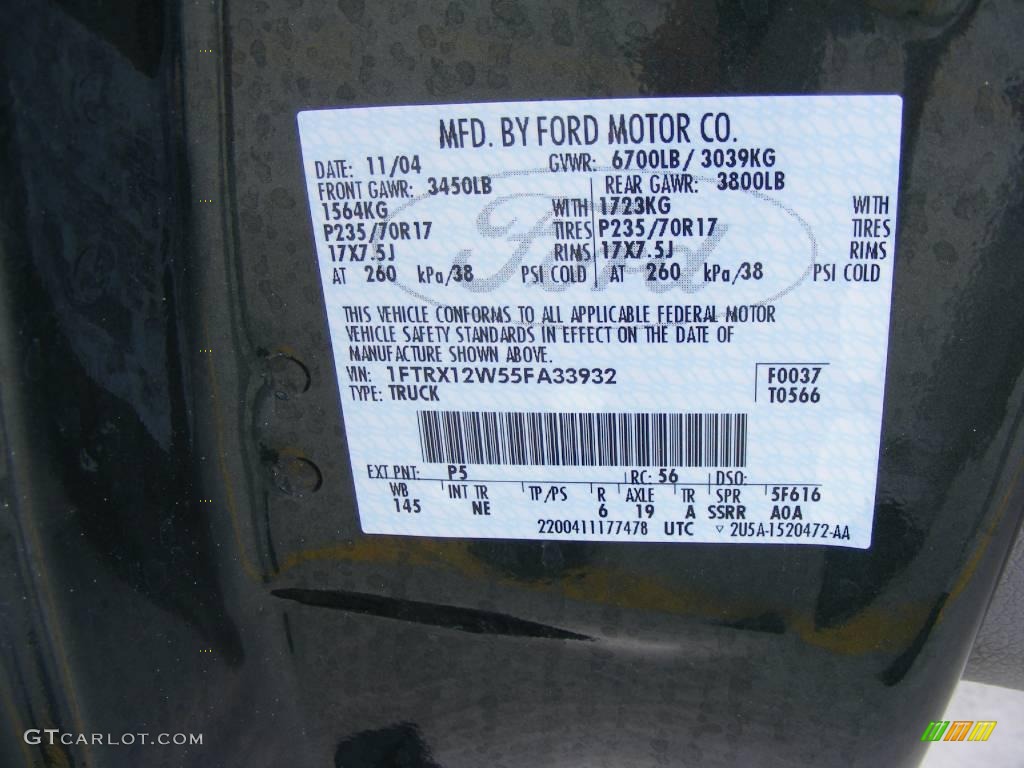 MFD. BY FORD MOTOR CO.
DATE: 11/04 GVWR: 6700LB/ 3039KG
FRONT GAWR: 3450LB REAR GAWR: 3800LB
1564KG WITH 1723KG WITH
P235/70R17 TIRES P235/70R17 TIRES
17X7.5J RIMS 17X7.5J RIMS
AT 260 kPa/38 PSI COLD AT 260 kPa/38 PSI COLD
Ford
THIS VEHICLE CONFORMS TO ALL APPLICABLE FEDERAL MOTOR
VEHICLE SAFETY STANDARDS IN EFFECT ON THE DATE OF
MANUFACTURE SHOWN ABOVE.
VIN: 1FTRX12W55FA33932 F0037
TYPE: TRUCK T0566
EXT PNT: P5 RC: 56 DSO:
WB INT TR TP/PS R AXLE TR SPR 5F616
145 NE 6 19 A SSRR A0A
2200411177478 UTC ▽ 2U5A-1520472-AA
GTCARLOT.COM